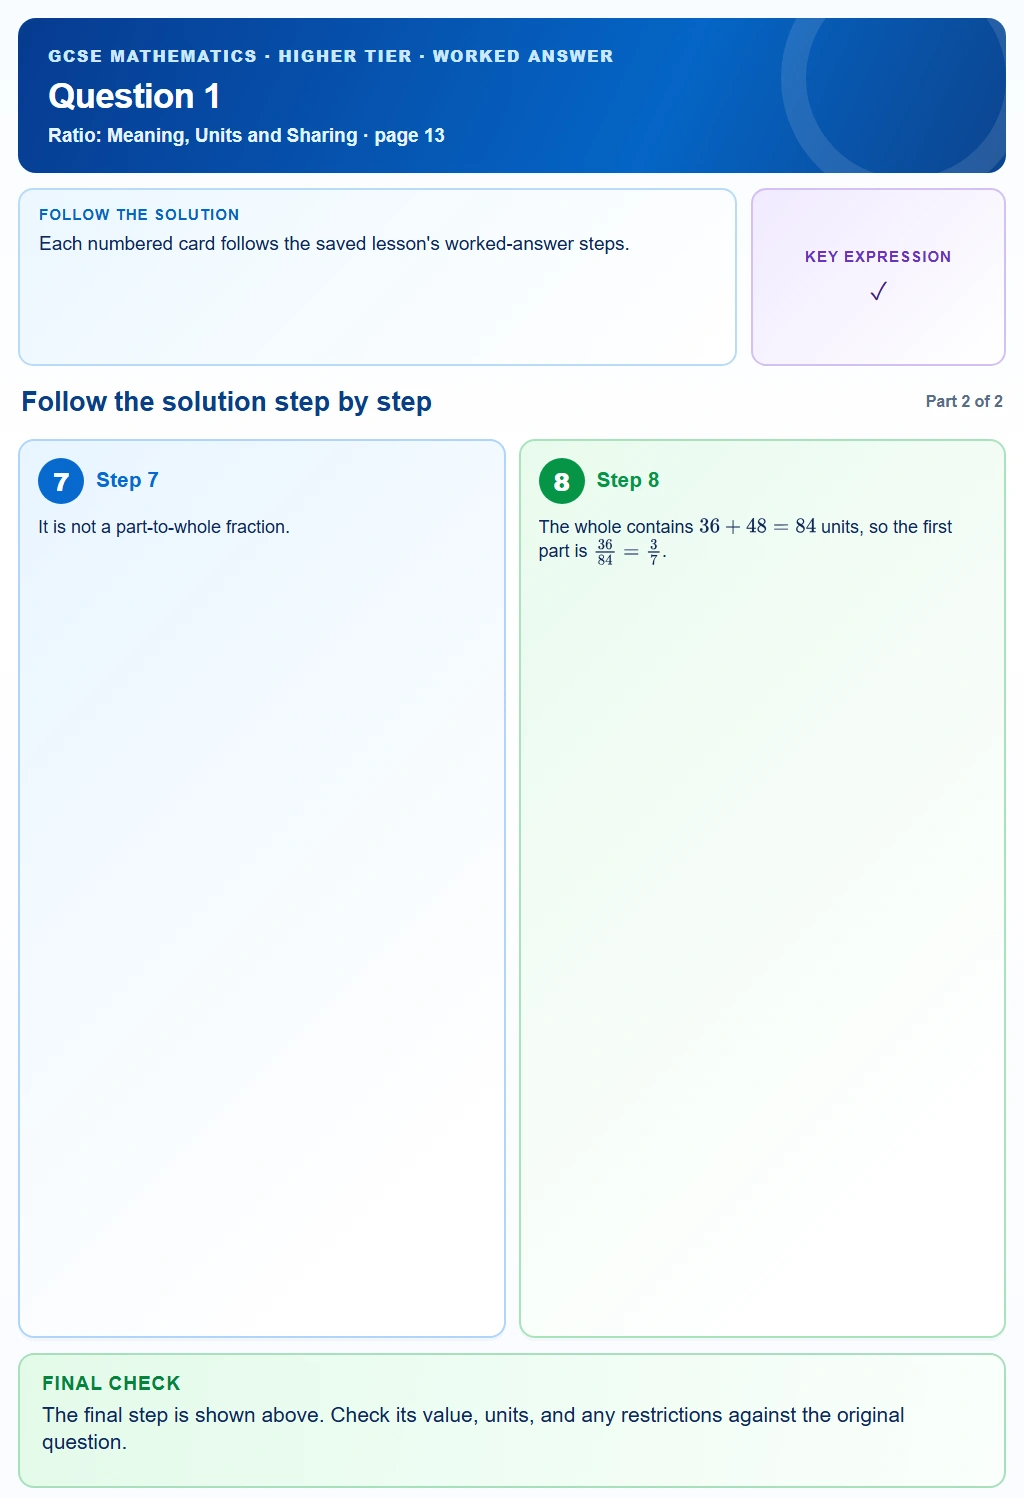 GCSE MATHEMATICS · HIGHER TIER · WORKED ANSWER
Question 1
Ratio: Meaning, Units and Sharing · page 13
FOLLOW THE SOLUTION
Each numbered card follows the saved lesson's worked-answer steps.
KEY EXPRESSION
✓
Follow the solution step by step
Part 2 of 2
7 Step 7
It is not a part-to-whole fraction.
8 Step 8
The whole contains 36 + 48 = 84 units, so the first
part is 36/84 = 3/7.
FINAL CHECK
The final step is shown above. Check its value, units, and any restrictions against the original
question.